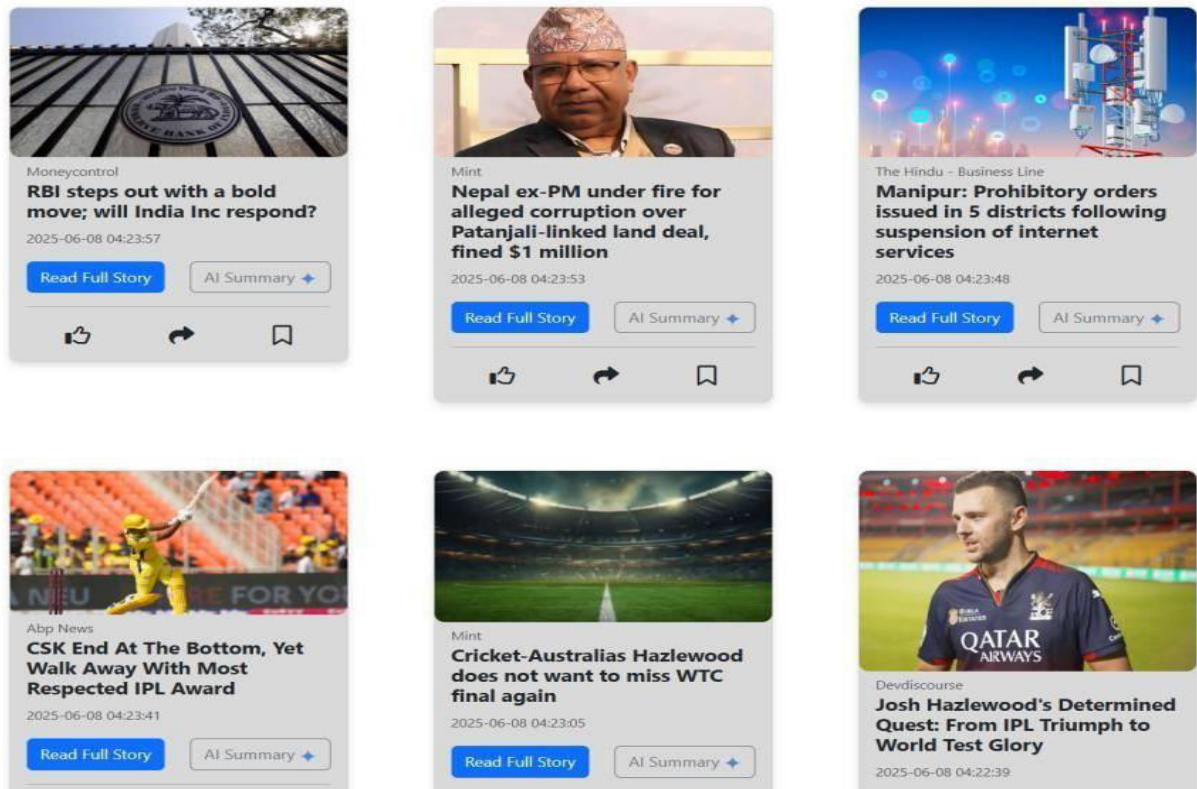 RESERVE BANK OF
Moneycontrol
RBI steps out with a bold
move; will India Inc respond?
2025-06-08 04:23:57
Read Full Story
AI Summary
Mint
Nepal ex-PM under fire for
alleged corruption over
Patanjali-linked land deal,
fined $1 million
2025-06-08 04:23:53
Read Full Story
AI Summary
The Hindu - Business Line
Manipur: Prohibitory orders
issued in 5 districts following
suspension of internet
services
2025-06-08 04:23:48
Read Full Story
AI Summary
A NEU
FOR YO
Abp News
CSK End At The Bottom, Yet
Walk Away With Most
Respected IPL Award
2025-06-08 04:23:41
Read Full Story
AI Summary
Mint
Cricket-Australias Hazlewood
does not want to miss WTC
final again
2025-06-08 04:23:05
Read Full Story
AI Summary
BIRLA
ESTATES
QATAR
AIRWAYS
Devdiscourse
Josh Hazlewood's Determined
Quest: From IPL Triumph to
World Test Glory
2025-06-08 04:22:39